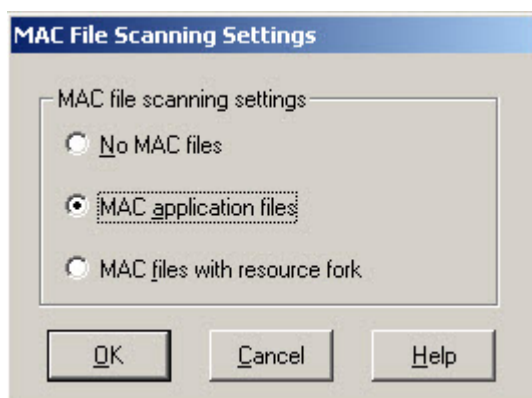 MAC File Scanning Settings
MAC file scanning settings
No MAC files
MAC application files
MAC files with resource fork
OK Cancel Help